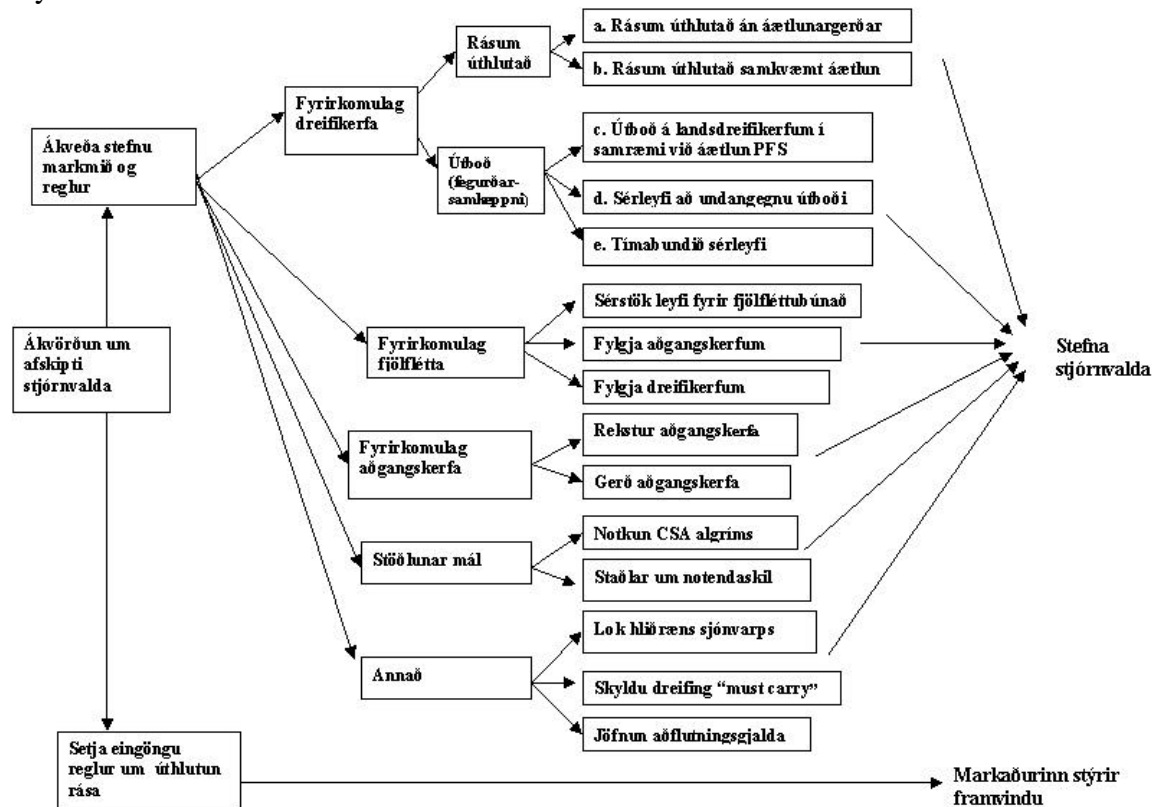 Rásum
úthlutað
a. Rásum úthlutað án áætlunargerðar
b. Rásum úthlutað samkvæmt áætlun
Fyrirkomulag
dreifikerfa
Útboð
(fegurðar-
samkeppni)
c. Útboð á landsdreifikerfum í
samræmi við áætlun PFS
d. Sérleyfi að undangegnu útboði
e. Tímabundið sérleyfi
Ákveða stefnu
markmið og
reglur
Ákvörðun um
afskipti
stjórnvalda
Fyrirkomulag
fjölflétta
Sérstök leyfi fyrir fjölfléttubúnað
Fylgja aðgangskerfum
Fylgja dreifikerfum
Stefna
stjórnvalda
Fyrirkomulag
aðgangskerfa
Rekstur aðgangskerfa
Gerð aðgangskerfa
Stöðlunar mál
Notkun CSA algríms
Staðlar um notendaskil
Annað
Lok hliðræns sjónvarps
Skyldu dreifing “must carry”
Jöfnun aðflutningsgjalda
Setja eingöngu
reglur um úthlutun
rása
Markaðurinn stýrir
framvindu